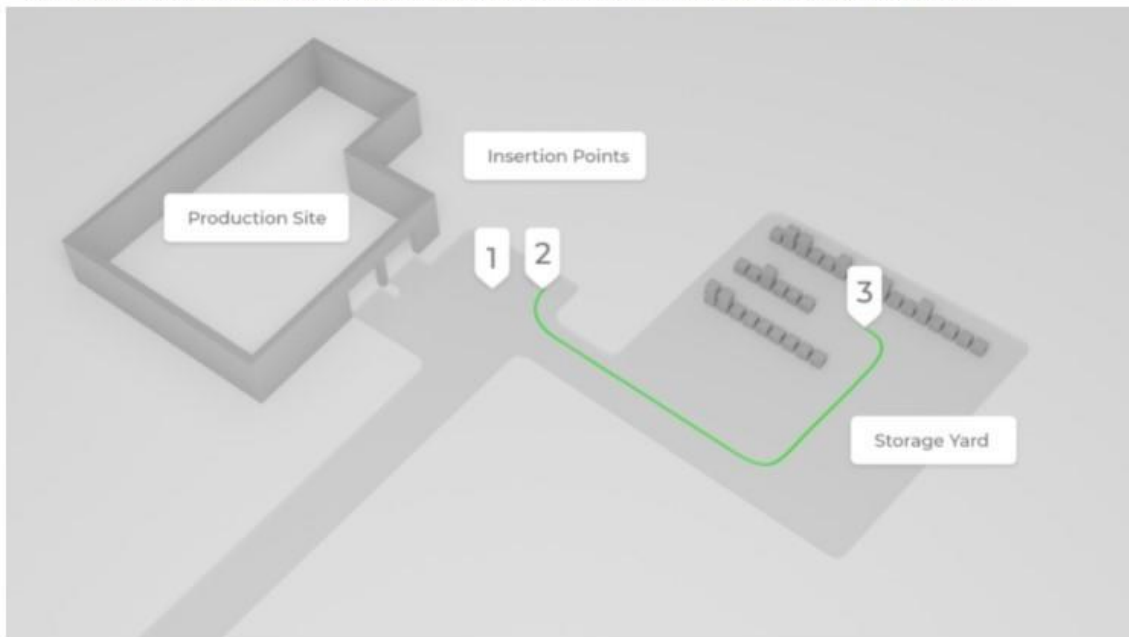 Insertion Points
Production Site
1
2
3
Storage Yard